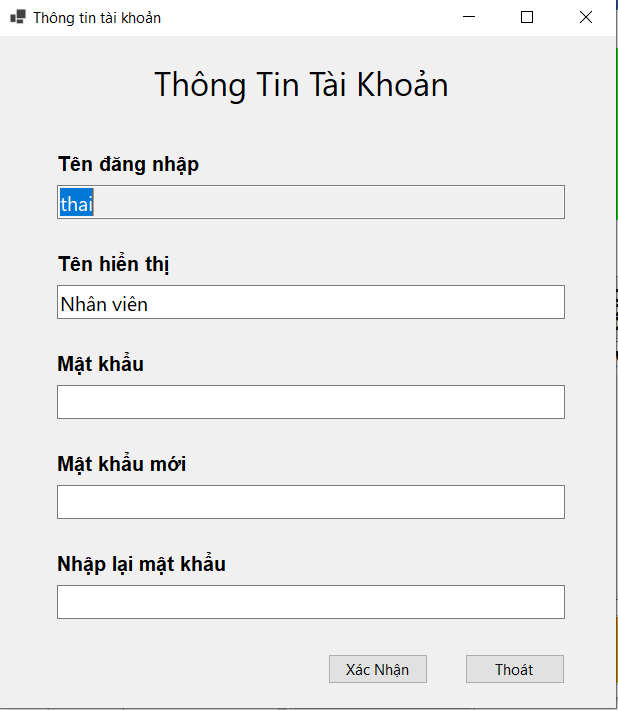 Thông tin tài khoản
Thông Tin Tài Khoản
Tên đăng nhập
thai
Tên hiển thị
Nhân viên
Mật khẩu
Mật khẩu mới
Nhập lại mật khẩu
Xác Nhận Thoát